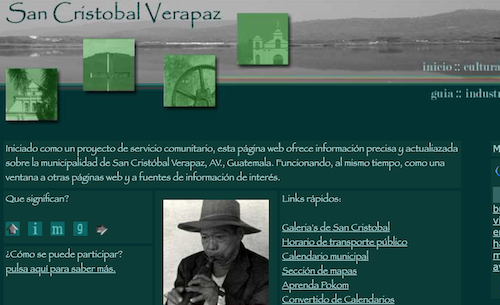 San Cristobal Verapaz
inicio :: cultura
guia :: indust
Iniciado como un proyecto de servicio comunitario, esta página web ofrece información precisa y actualiazada
sobre la municipalidad de San Cristóbal Verapaz, AV., Guatemala. Funcionando, al mismo tiempo, como una
ventana a otras páginas web y a fuentes de información de interés.
Que significan?
i m g
¿Cómo se puede participar?
pulsa aquí para saber más.
Links rápidos:
Galería's de San Cristobal
Horario de transporte público
Calendario municipal
Sección de mapas
Aprenda Pokom
Convertido de Calendarios
M
b
vi
e
h
m
a